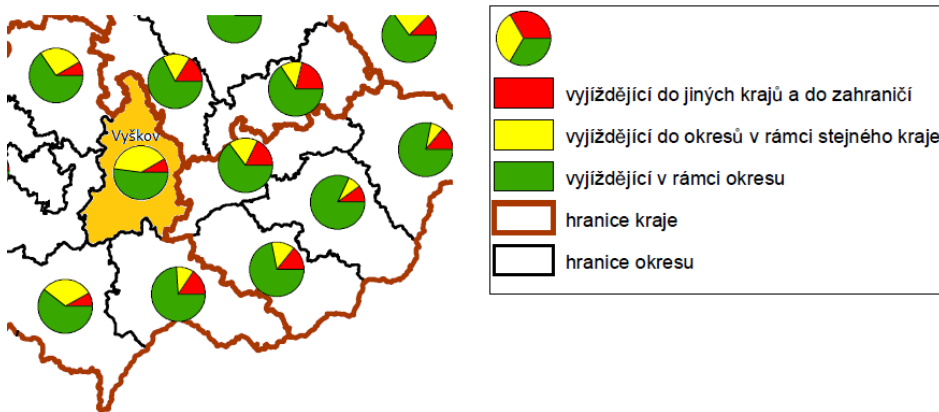 Vyškov
vyjíždějící do jiných krajů a do zahraničí
vyjíždějící do okresů v rámci stejného kraje
vyjíždějící v rámci okresu
hranice kraje
hranice okresu